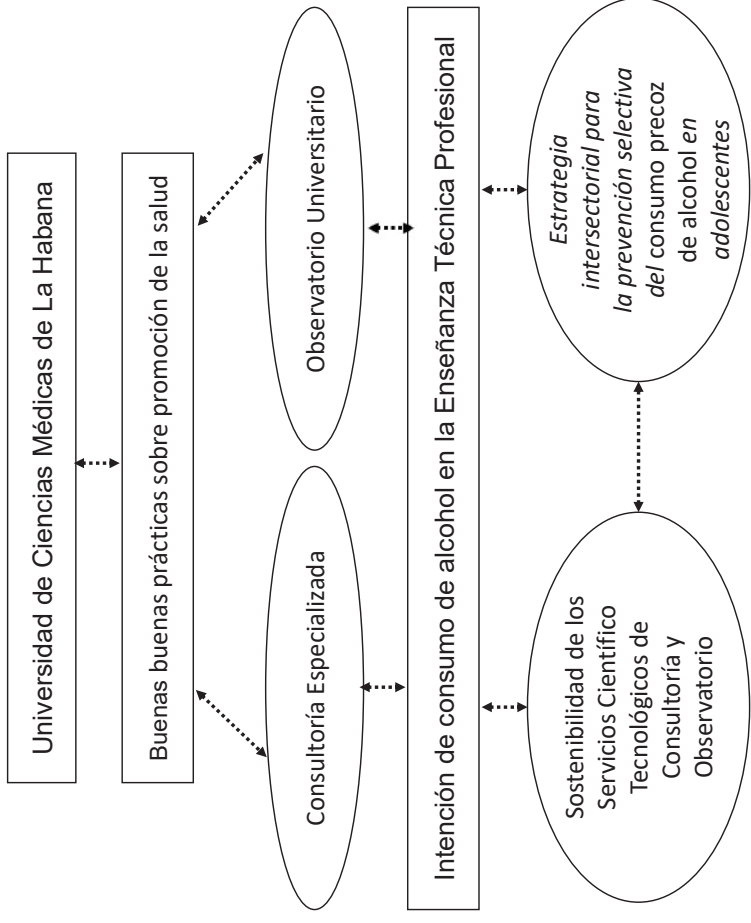 Universidad de Ciencias Médicas de La Habana
Buenas buenas prácticas sobre promoción de la salud
Consultoría Especializada
Observatorio Universitario
Intención de consumo de alcohol en la Enseñanza Técnica Profesional
Sostenibilidad de los
Servicios Científico
Tecnológicos de
Consultoría y
Observatorio
Estrategia
intersectorial para
la prevención selectiva
del consumo precoz
de alcohol en
adolescentes